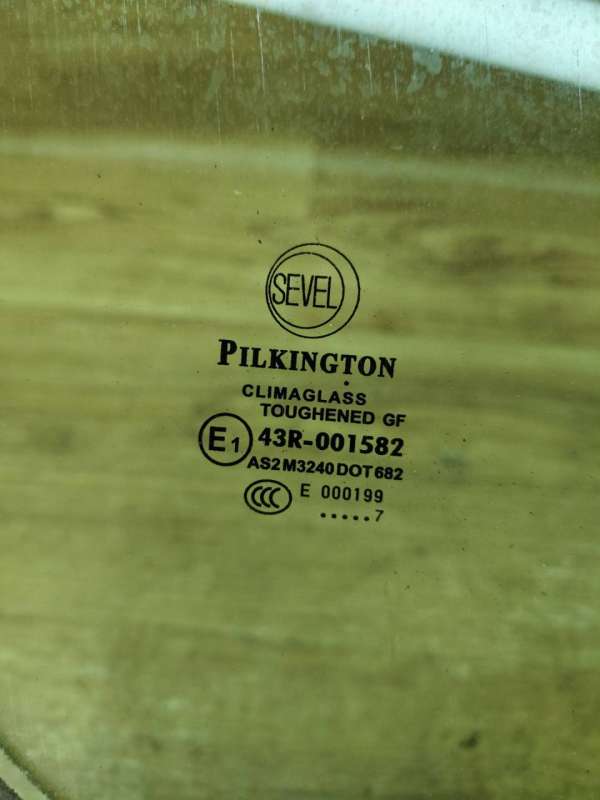 SEVEL
PILKINGTON
CLIMAGLASS
TOUGHENED GF
E1 43R-001582
AS2 M3240 DOT 682
CCC E 000199
.....7